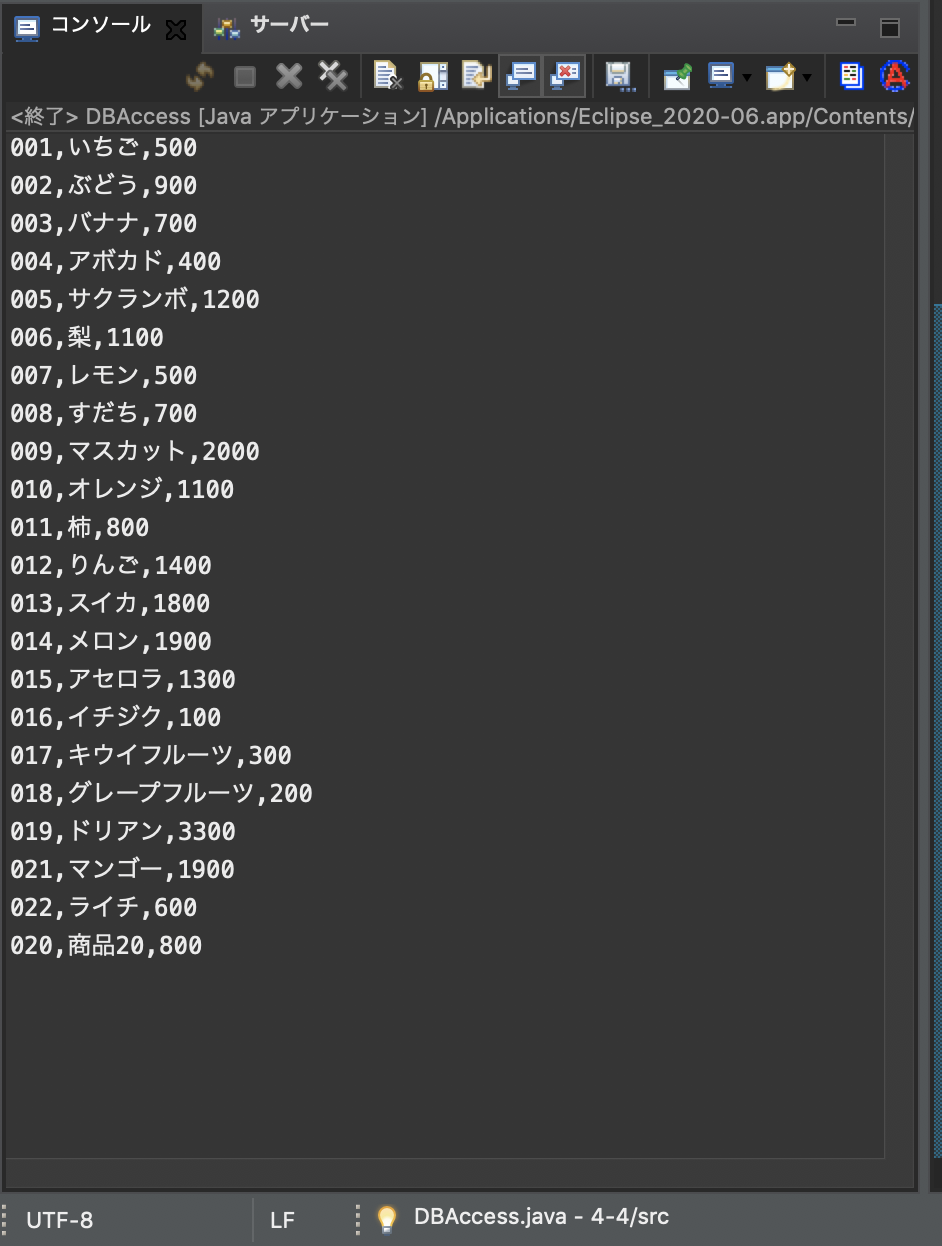 コンソール
サーバー
<終了> DBAccess [Java アプリケーション] /Applications/Eclipse_2020-06.app/Contents/
001,いちご,500
002,ぶどう,900
003,バナナ,700
004,アボカド,400
005,サクランボ,1200
006,梨,1100
007,レモン,500
008,すだち,700
009,マスカット,2000
010,オレンジ,1100
011,柿,800
012,りんご,1400
013,スイカ,1800
014,メロン,1900
015,アセロラ,1300
016,イチジク,100
017,キウイフルーツ,300
018,グレープフルーツ,200
019,ドリアン,3300
021,マンゴー,1900
022,ライチ,600
020,商品20,800
UTF-8
LF
DBAccess.java - 4-4/src